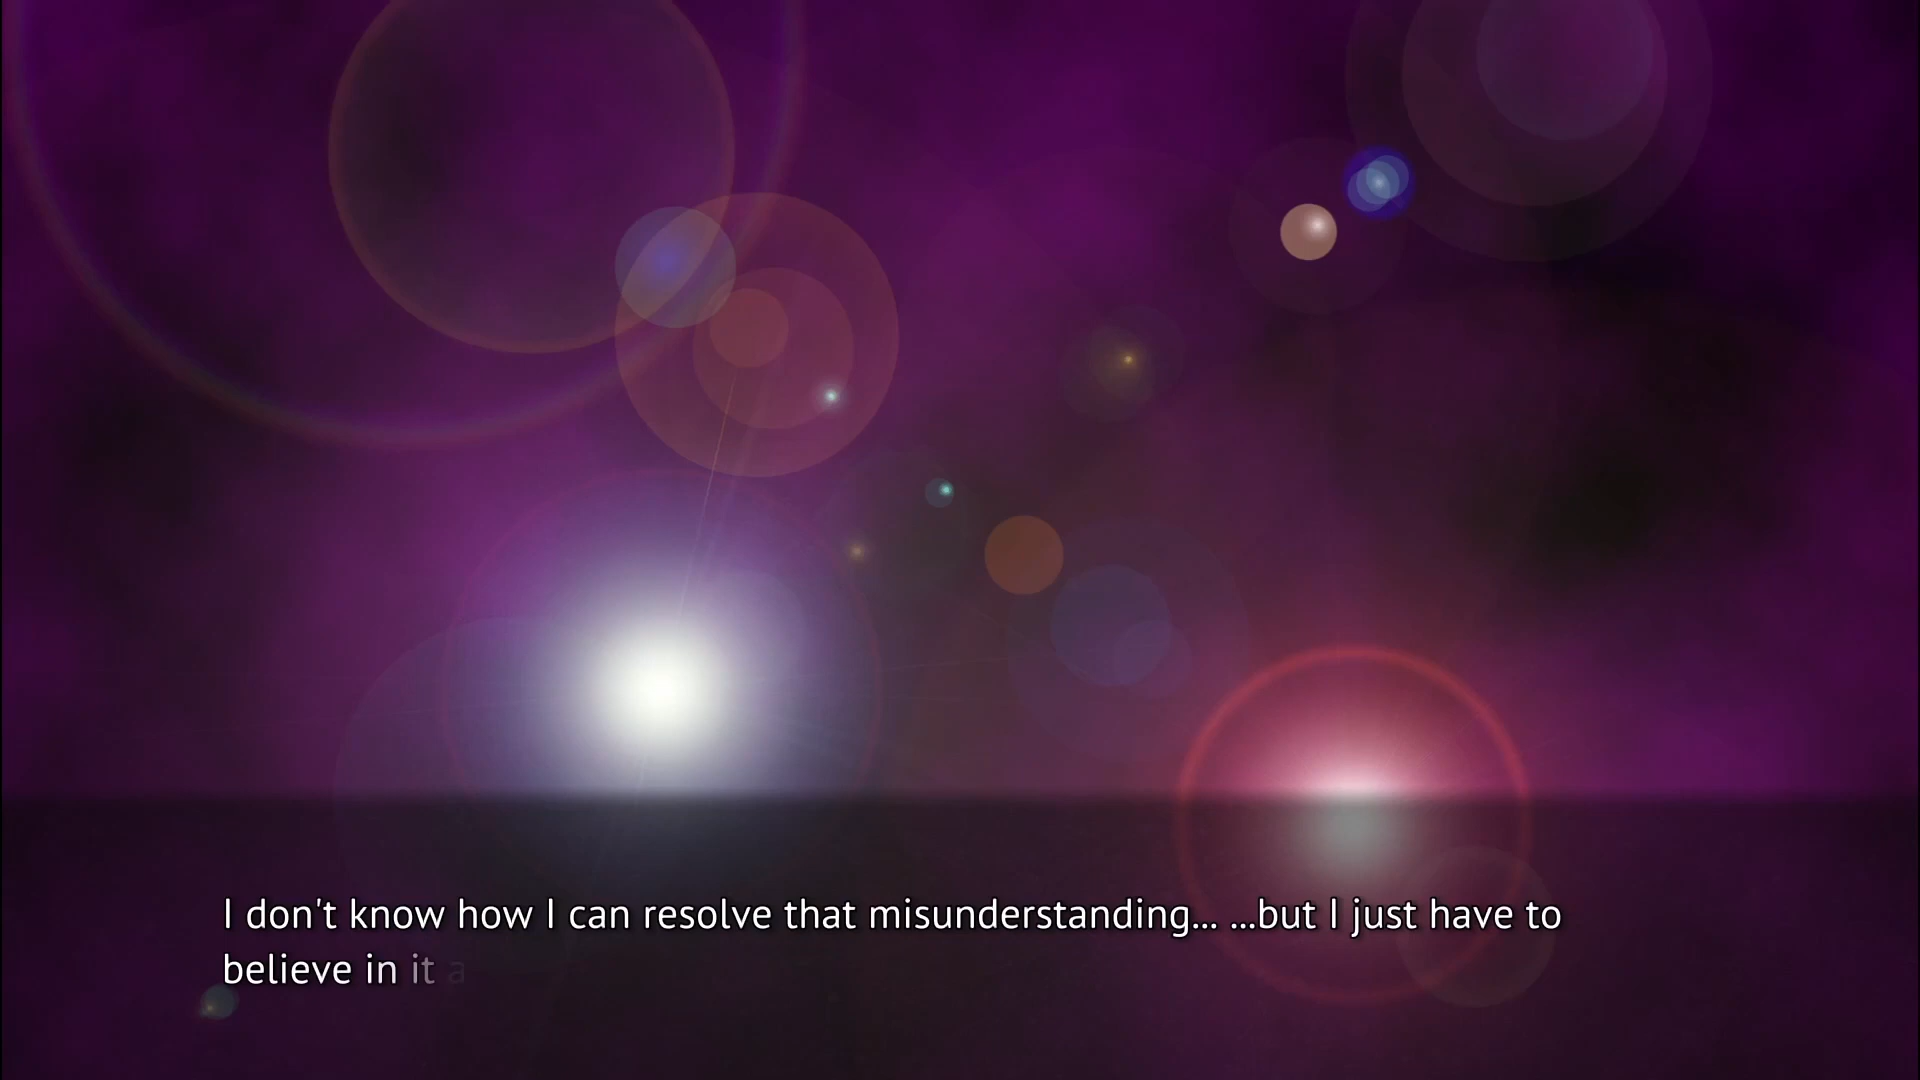 I don't know how I can resolve that misunderstanding... ...but I just have to
believe in it a